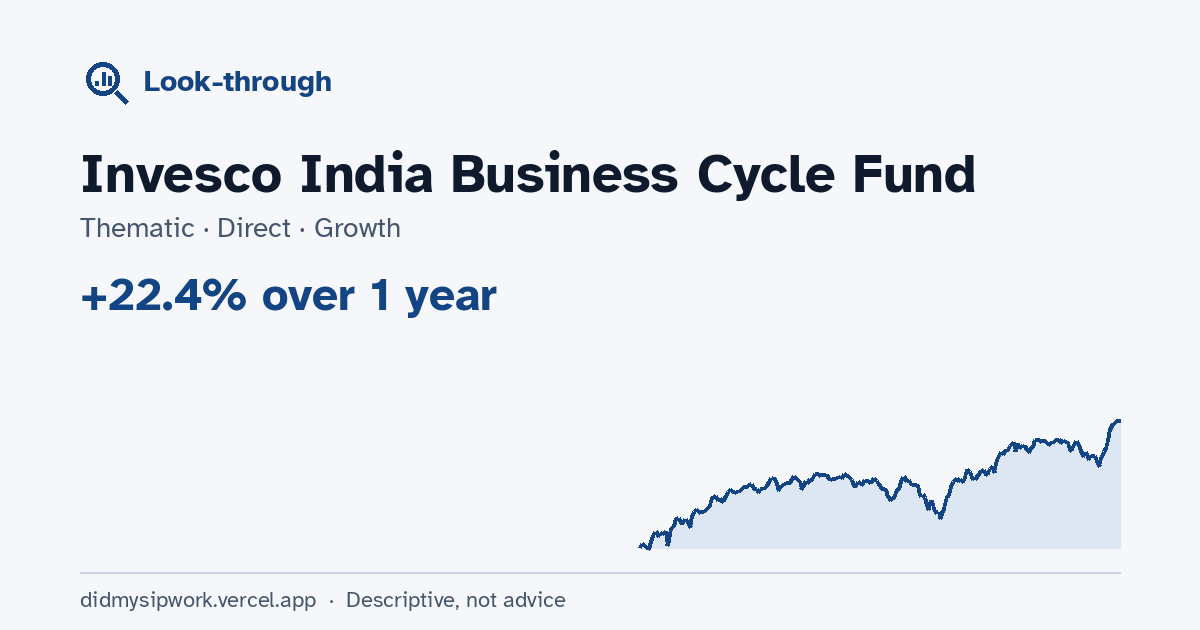 Look-through
Invesco India Business Cycle Fund
Thematic · Direct · Growth
+22.4% over 1 year
didmysipwork.vercel.app · Descriptive, not advice